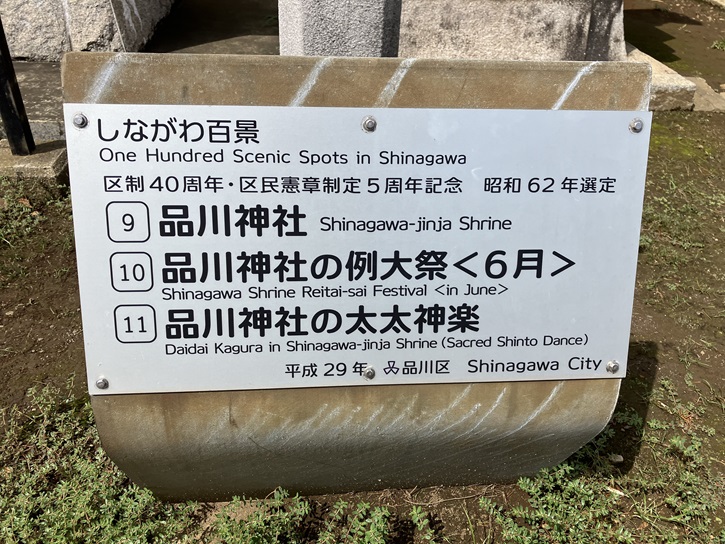 しながわ百景
One Hundred Scenic Spots in Shinagawa
区制40周年・区民憲章制定5周年記念 昭和62年選定
9 品川神社 Shinagawa-jinja Shrine
10 品川神社の例大祭<6月>
Shinagawa Shrine Reitai-sai Festival <in June>
11 品川神社の太太神楽
Daidai Kagura in Shinagawa-jinja Shrine (Sacred Shinto Dance)
平成29年 品川区 Shinagawa City